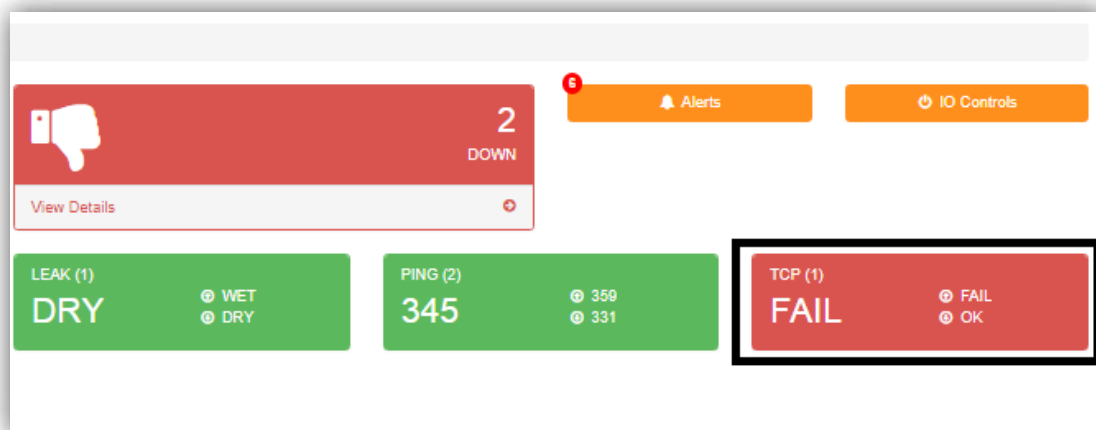 6
Alerts
IO Controls
2
DOWN
View Details
LEAK (1)
DRY
WET
DRY
PING (2)
345
359
331
TCP (1)
FAIL
FAIL
OK